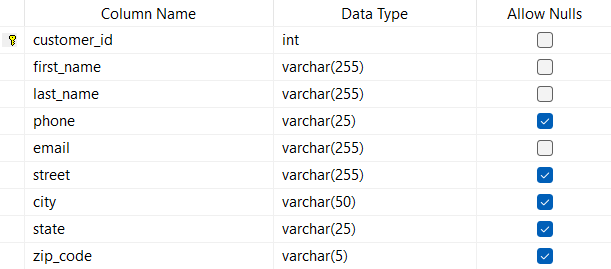 Column Name Data Type Allow Nulls
customer_id int
first_name varchar(255)
last_name varchar(255)
phone varchar(25)
email varchar(255)
street varchar(255)
city varchar(50)
state varchar(25)
zip_code varchar(5)